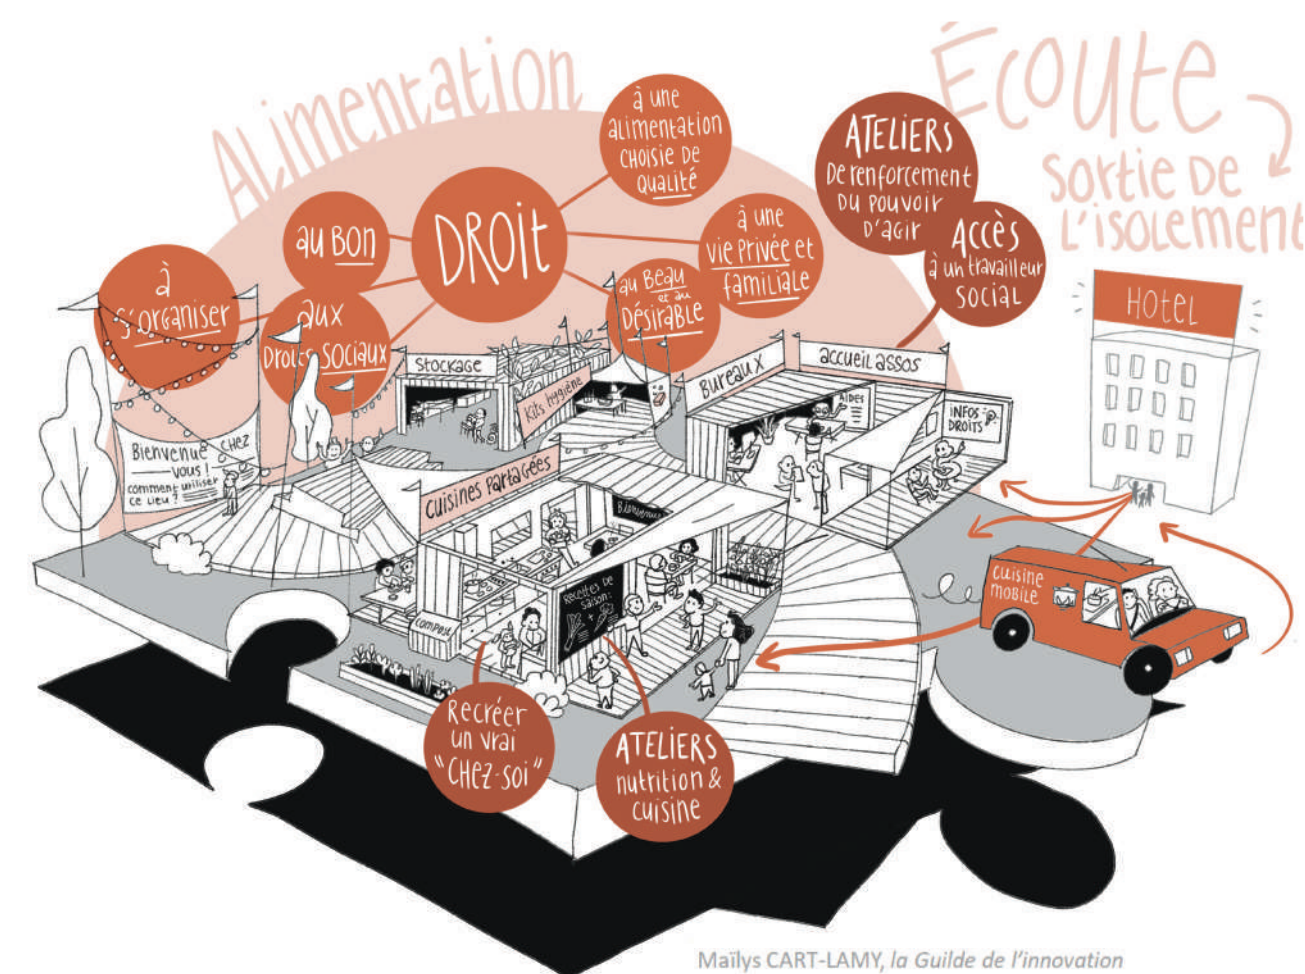 Alimentation
Écoute
Sortie De
L'isolement
DROIT
à une
alimentation
CHOISIE DE
QUALITÉ
au BON
à
s'organiser
aux
Droits sociaux
au Beau
et au
Désirable
à une
vie Privée et
familiale
ATELIERS
De renforcement
DU POUVOIR
D'agir
Accès
à un travailleur
social
HOTEL
Stockage
Kits hygiène
Bureaux
accueil assos
AIDES
INFOS
DROITS
Bienvenue
CHEZ
vous !
comment utiliser
ce lieu ?
cuisines partagées
Bienvenue
Recettes de
saison :
compost
cuisine
mobile
Recréer
un vrai
"CHEZ-soi"
ATELIERS
nutrition &
cuisine
Maïlys CART-LAMY, la Guilde de l'innovation